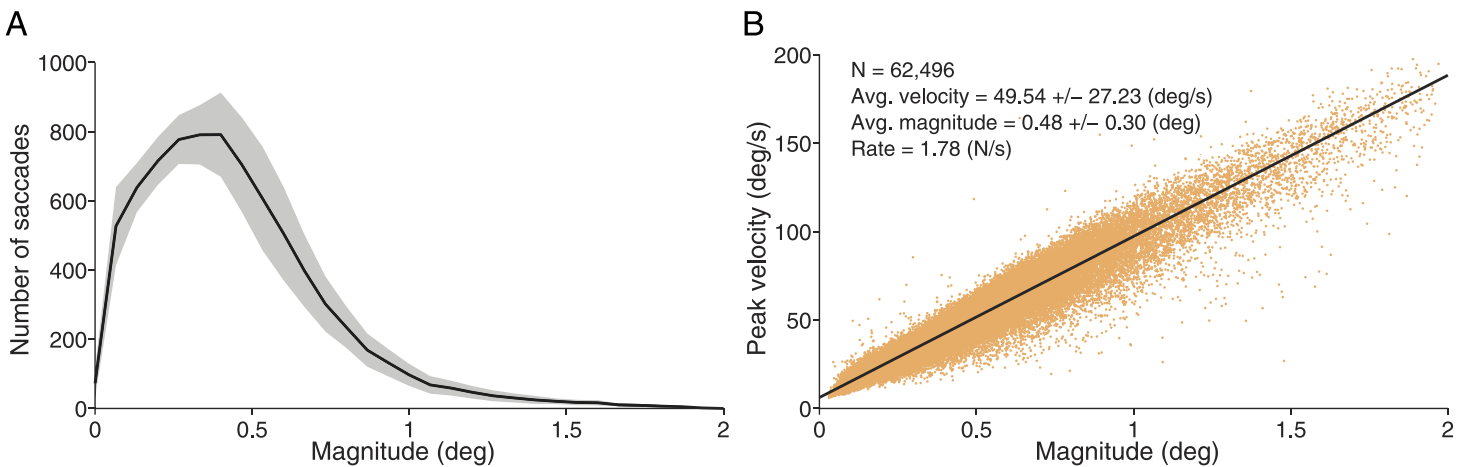 A
Number of saccades
1000
800
600
400
200
0
0 0.5 1 1.5 2
Magnitude (deg)
B
Peak velocity (deg/s)
200
150
100
50
0
N = 62,496
Avg. velocity = 49.54 +/− 27.23 (deg/s)
Avg. magnitude = 0.48 +/− 0.30 (deg)
Rate = 1.78 (N/s)
0 0.5 1 1.5 2
Magnitude (deg)